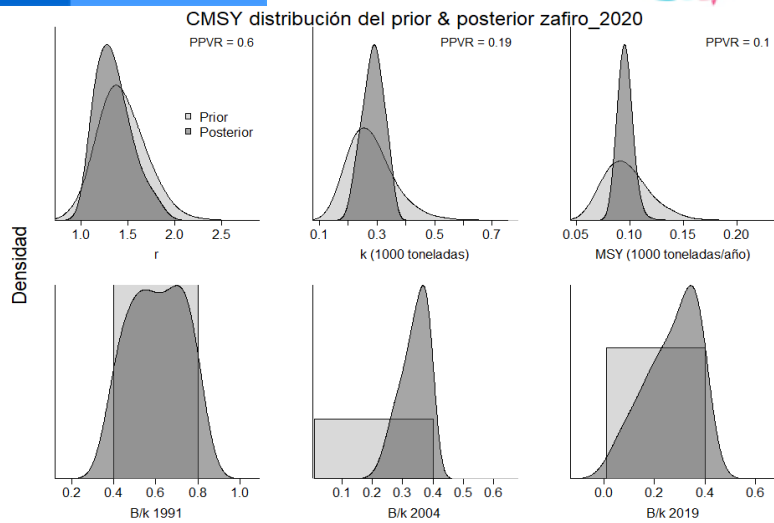 CMSY distribución del prior & posterior zafiro_2020
PPVR = 0.6
PPVR = 0.19
PPVR = 0.1
Prior
Posterior
1.0 1.5 2.0 2.5
r
0.1 0.3 0.5 0.7
k (1000 toneladas)
0.05 0.10 0.15 0.20
MSY (1000 toneladas/año)
Densidad
0.2 0.4 0.6 0.8 1.0
B/k 1991
0.1 0.2 0.3 0.4 0.5 0.6
B/k 2004
0.0 0.2 0.4 0.6
B/k 2019